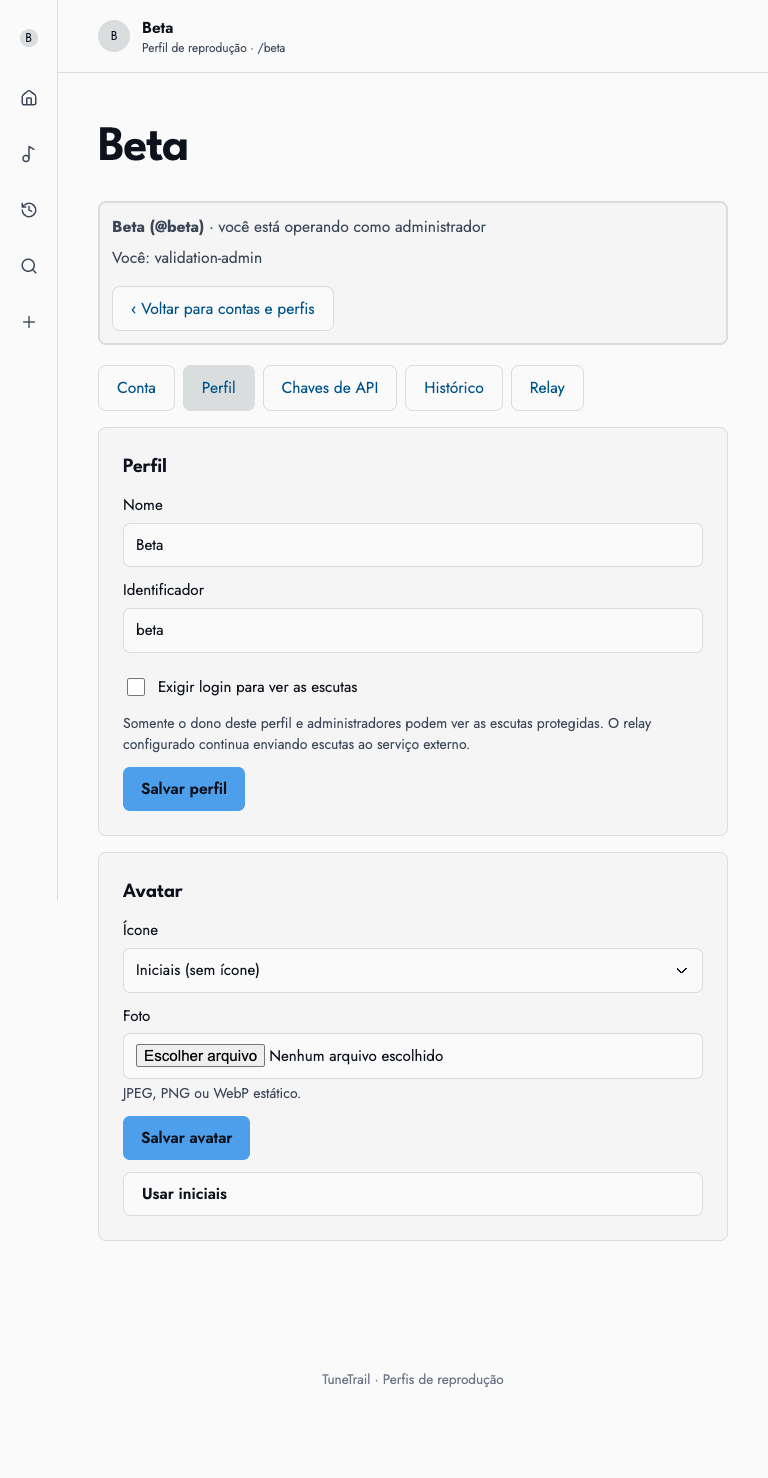 B
B
Beta
Perfil de reprodução · /beta
Beta
Beta (@beta) · você está operando como administrador
Você: validation-admin
‹ Voltar para contas e perfis
Conta
Perfil
Chaves de API
Histórico
Relay
Perfil
Nome
Beta
Identificador
beta
Exigir login para ver as escutas
Somente o dono deste perfil e administradores podem ver as escutas protegidas. O relay
configurado continua enviando escutas ao serviço externo.
Salvar perfil
Avatar
Ícone
Iniciais (sem ícone)
Foto
Escolher arquivo Nenhum arquivo escolhido
JPEG, PNG ou WebP estático.
Salvar avatar
Usar iniciais
TuneTrail · Perfis de reprodução